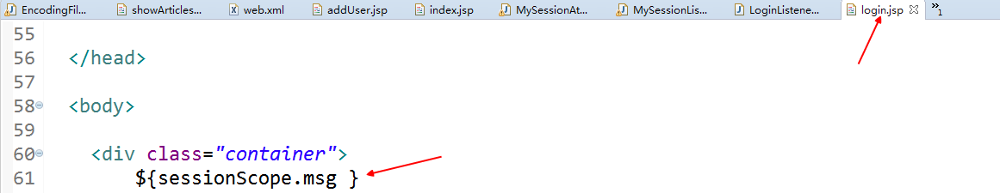 EncodingFil... showArticles... web.xml addUser.jsp index.jsp MySessionAt... MySessionLis... LoginListene... login.jsp »1
55
56 </head>
57
58 <body>
59
60 <div class="container">
61 ${sessionScope.msg }